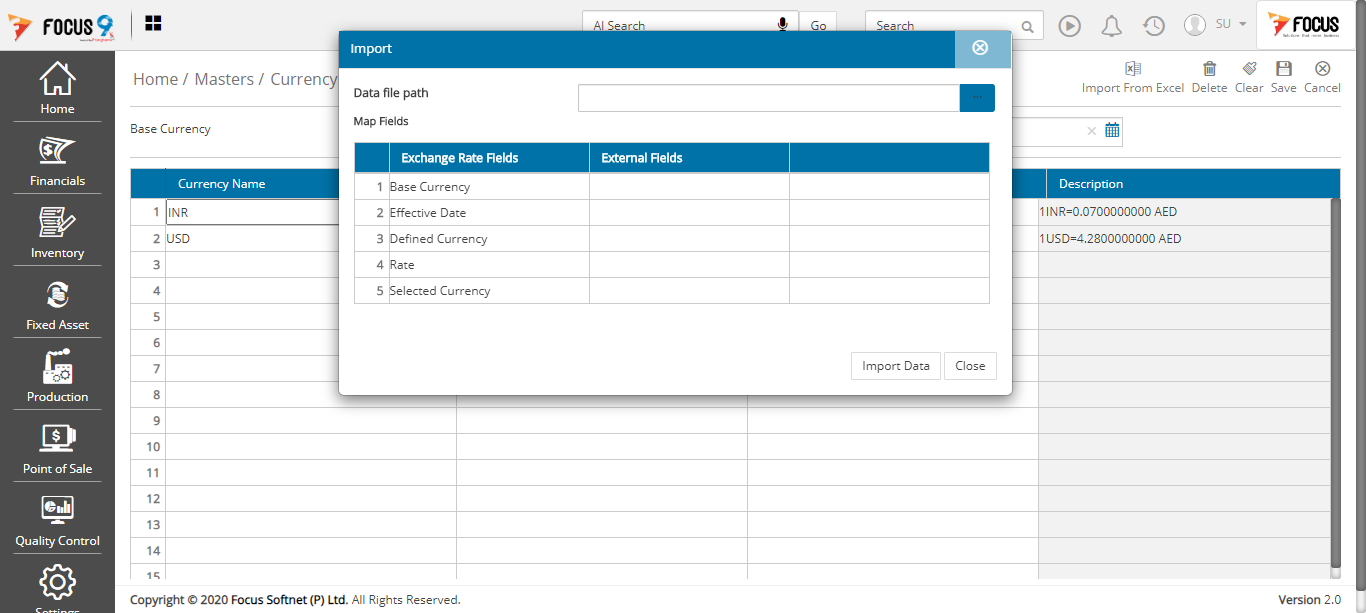 FOCUS 9
AI Search
Go
Search
SU
FOCUS
Home
Financials
Inventory
Fixed Asset
Production
Point of Sale
Quality Control
Settings
Home / Masters / Currency
Import From Excel Delete Clear Save Cancel
Base Currency
Currency Name Description
1 INR 1INR=0.0700000000 AED
2 USD 1USD=4.2800000000 AED
3
4
5
6
7
8
9
10
11
12
13
14
15
Import
Data file path
...
Map Fields
Exchange Rate Fields External Fields
1 Base Currency
2 Effective Date
3 Defined Currency
4 Rate
5 Selected Currency
Import Data Close
Copyright © 2020 Focus Softnet (P) Ltd. All Rights Reserved.
Version 2.0